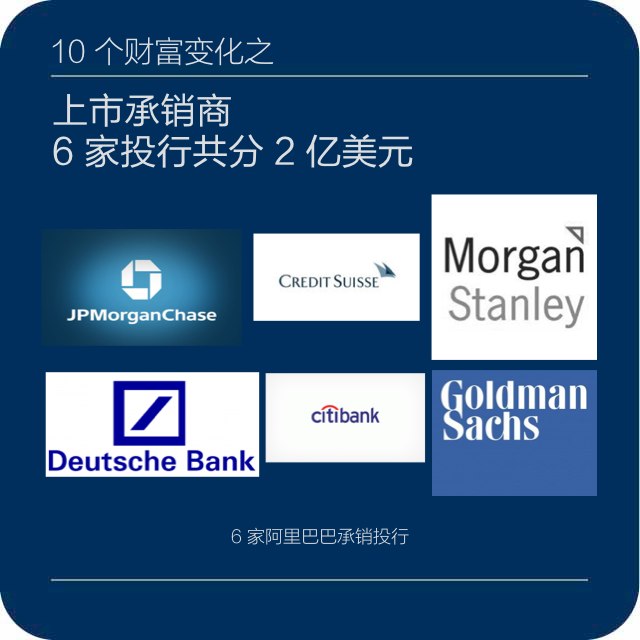 10 个财富变化之
上市承销商
6 家投行共分 2 亿美元
JPMorganChase
CREDIT SUISSE
Morgan
Stanley
Deutsche Bank
citibank
Goldman
Sachs
6 家阿里巴巴承销投行